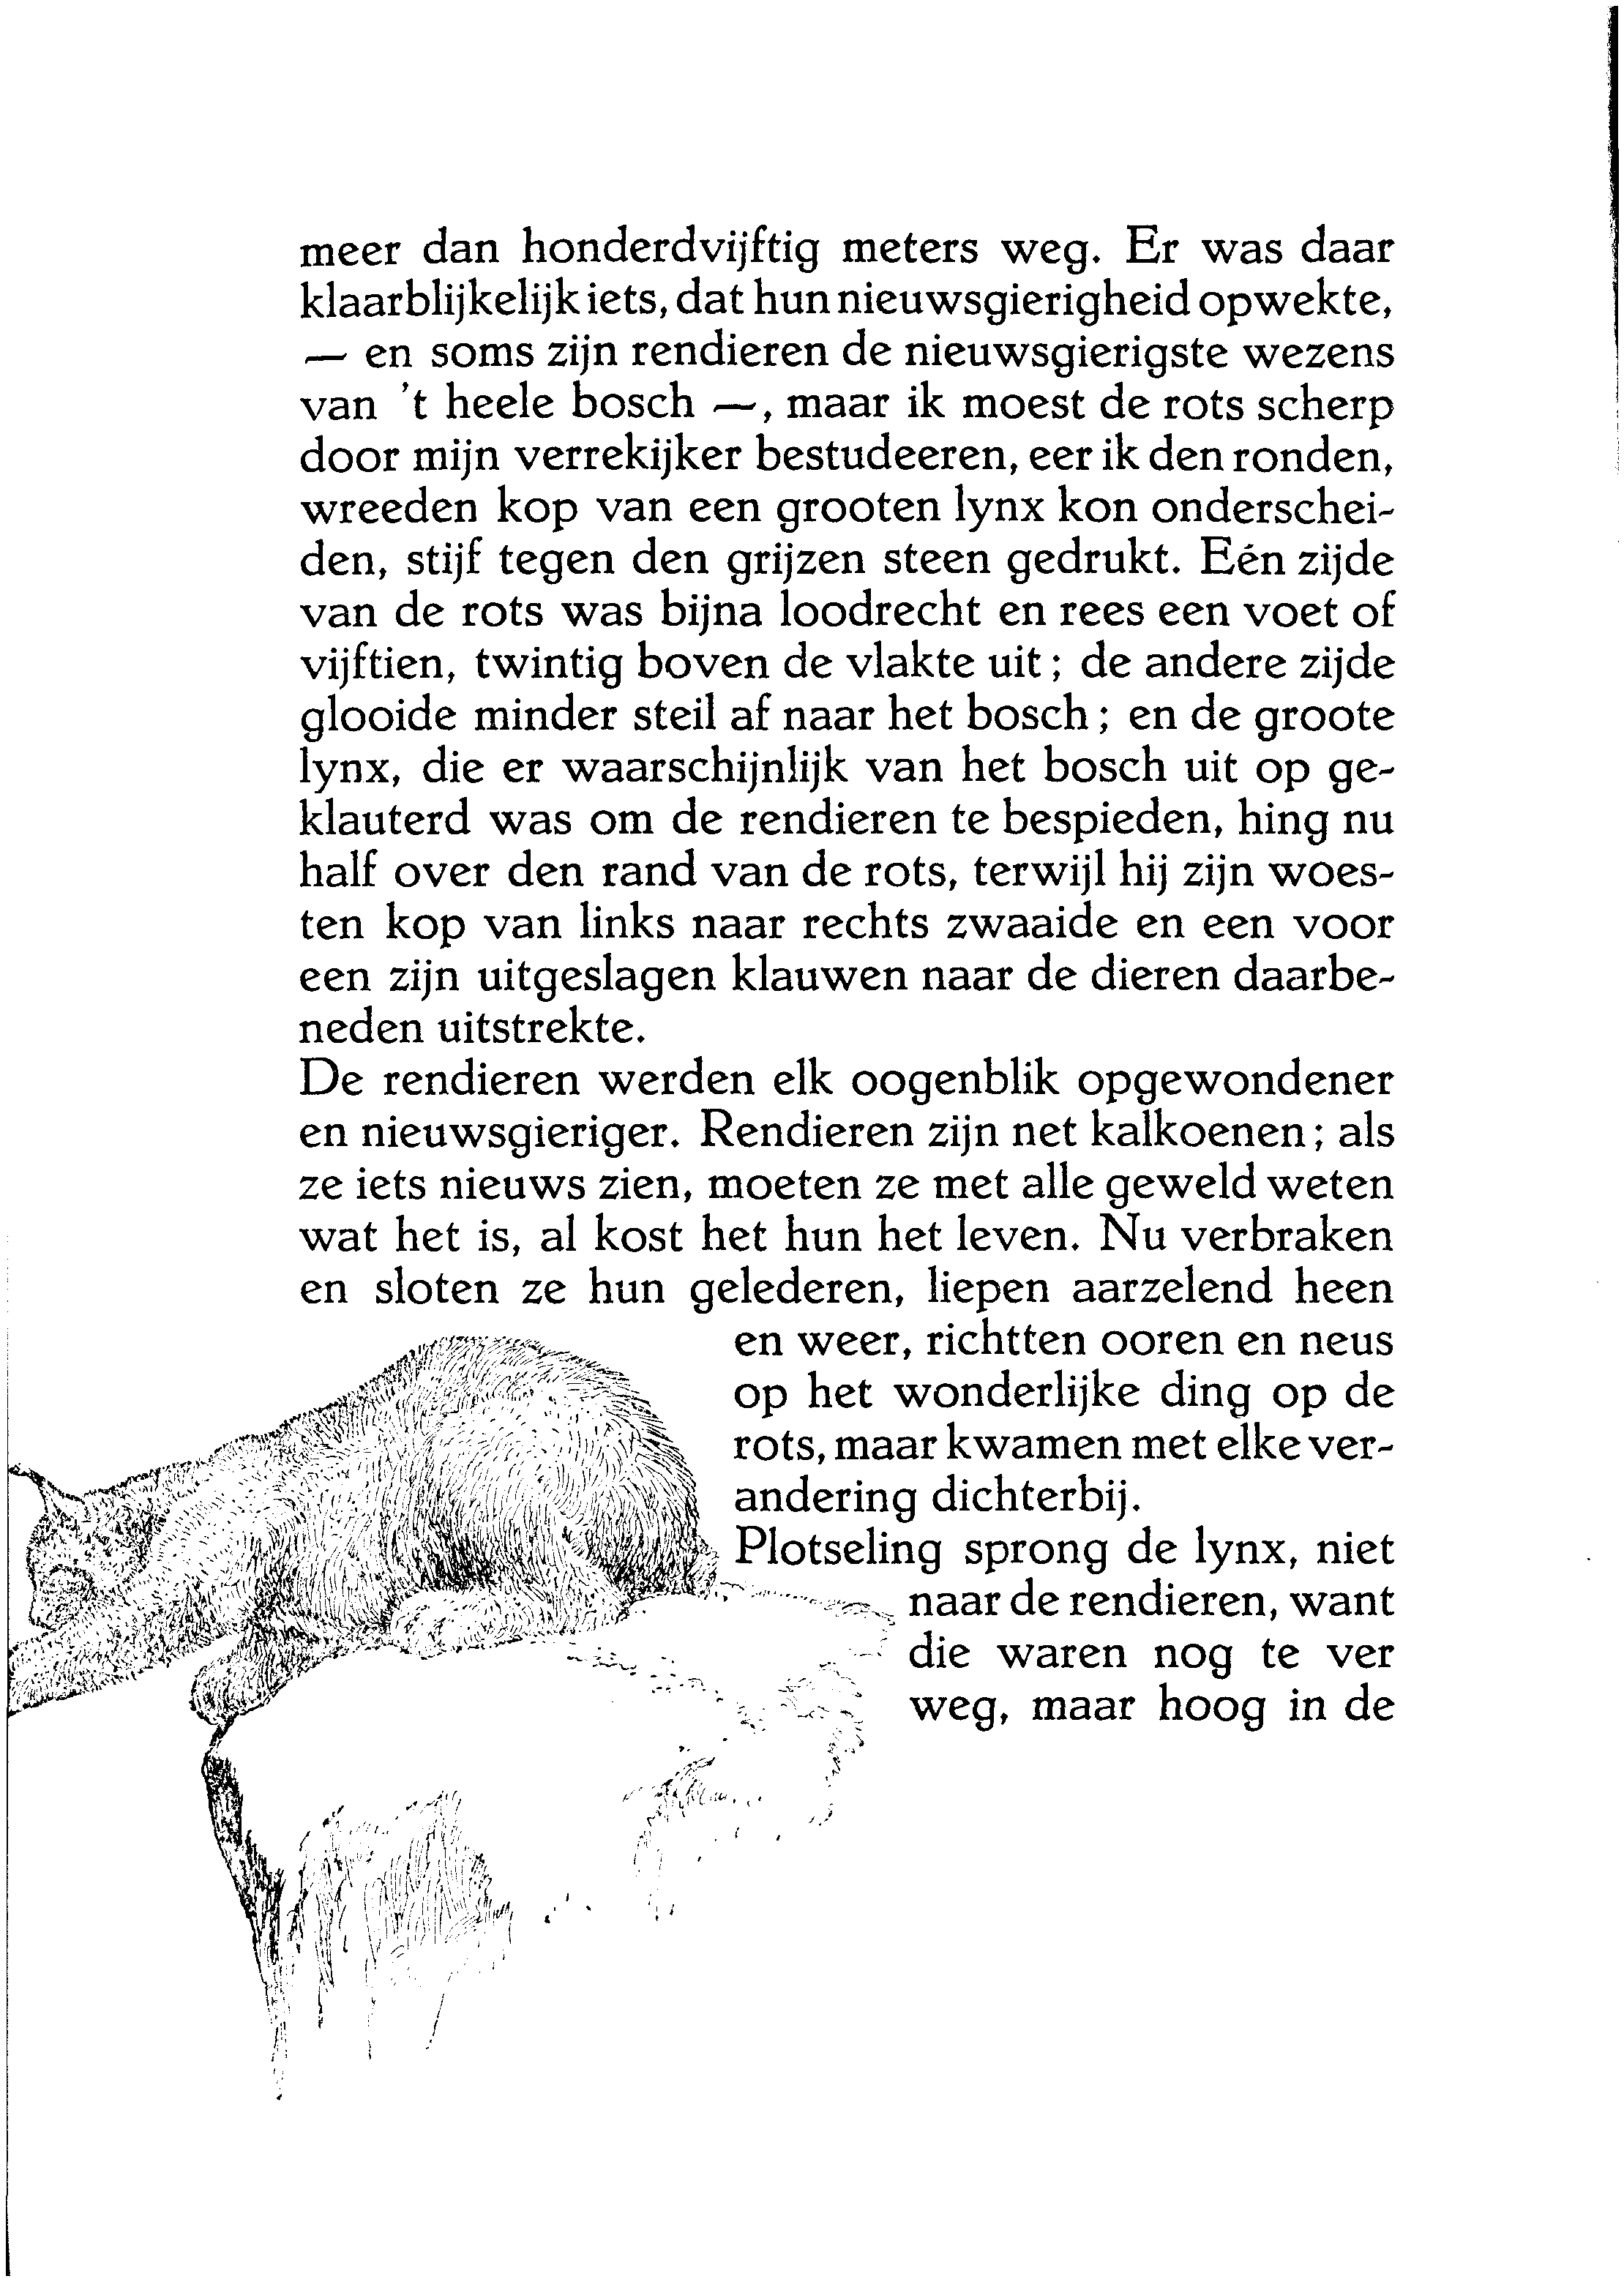 meer dan honderdvijftig meters weg. Er was daar
klaarblijkelijk iets, dat hun nieuwsgierigheid opwekte,
— en soms zijn rendieren de nieuwsgierigste wezens
van 't heele bosch —, maar ik moest de rots scherp
door mijn verrekijker bestudeeren, eer ik den ronden,
wreeden kop van een grooten lynx kon onderschei-
den, stijf tegen den grijzen steen gedrukt. Eén zijde
van de rots was bijna loodrecht en rees een voet of
vijftien, twintig boven de vlakte uit; de andere zijde
glooide minder steil af naar het bosch; en de groote
lynx, die er waarschijnlijk van het bosch uit op ge-
klauterd was om de rendieren te bespieden, hing nu
half over den rand van de rots, terwijl hij zijn woes-
ten kop van links naar rechts zwaaide en een voor
een zijn uitgeslagen klauwen naar de dieren daarbe-
neden uitstrekte.
De rendieren werden elk oogenblik opgewondener
en nieuwsgieriger. Rendieren zijn net kalkoenen; als
ze iets nieuws zien, moeten ze met alle geweld weten
wat het is, al kost het hun het leven. Nu verbraken
en sloten ze hun gelederen, liepen aarzelend heen
en weer, richtten ooren en neus
op het wonderlijke ding op de
rots, maar kwamen met elke ver-
andering dichterbij.
Plotseling sprong de lynx, niet
naar de rendieren, want
die waren nog te ver
weg, maar hoog in de